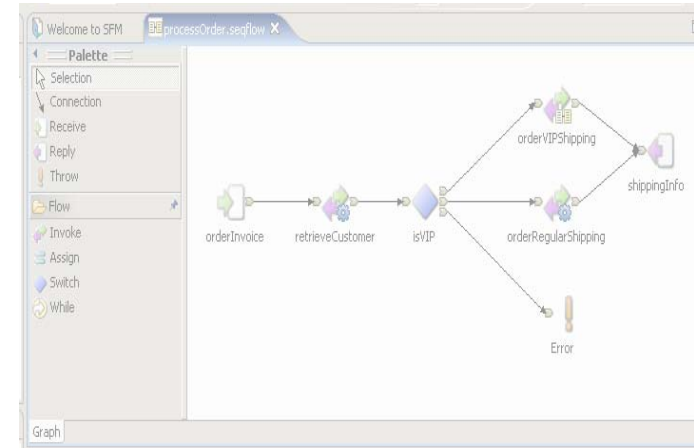 Welcome to SFM
processOrder.seqflow
Palette
Selection
Connection
Receive
Reply
Throw
Flow
Invoke
Assign
Switch
While
orderVIPShipping
shippingInfo
orderInvoice
retrieveCustomer
isVIP
orderRegularShipping
Error
Graph